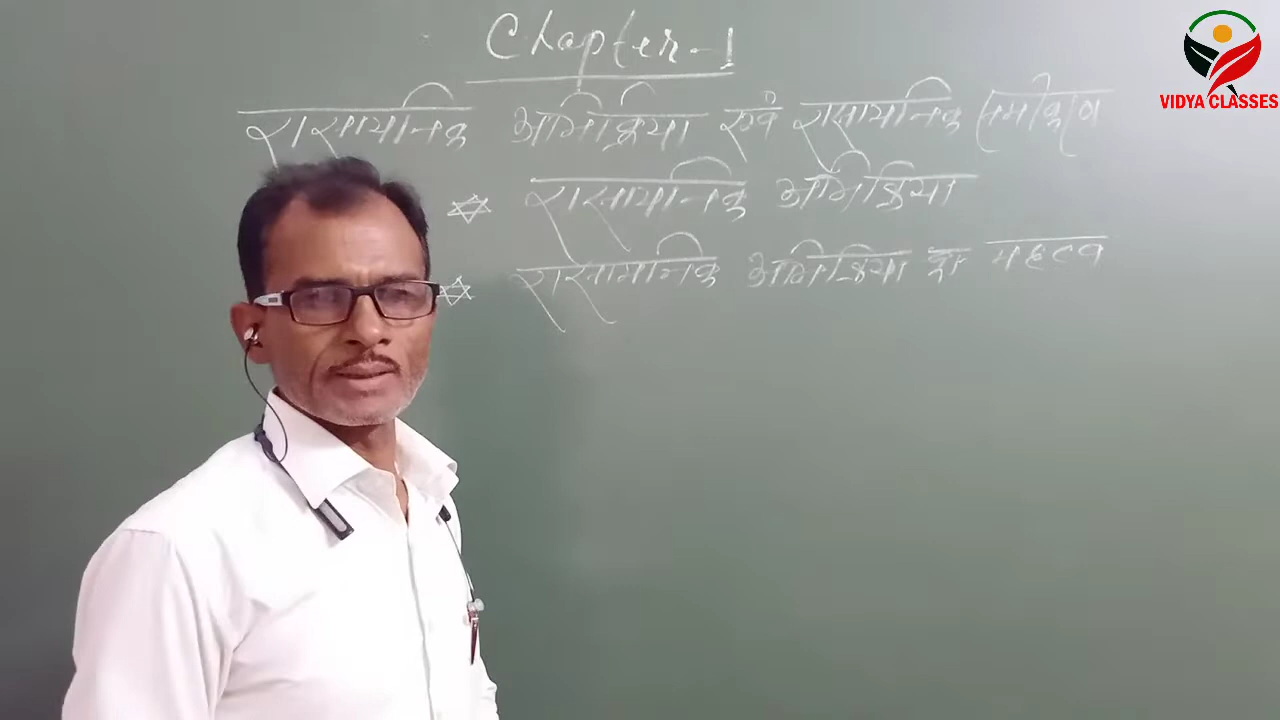 Chapter-1
VIDYA CLASSES
रासायनिक अभिक्रिया एवं रासायनिक समीकरण
रासायनिक अभिक्रिया
रासायनिक अभिक्रिया का महत्व